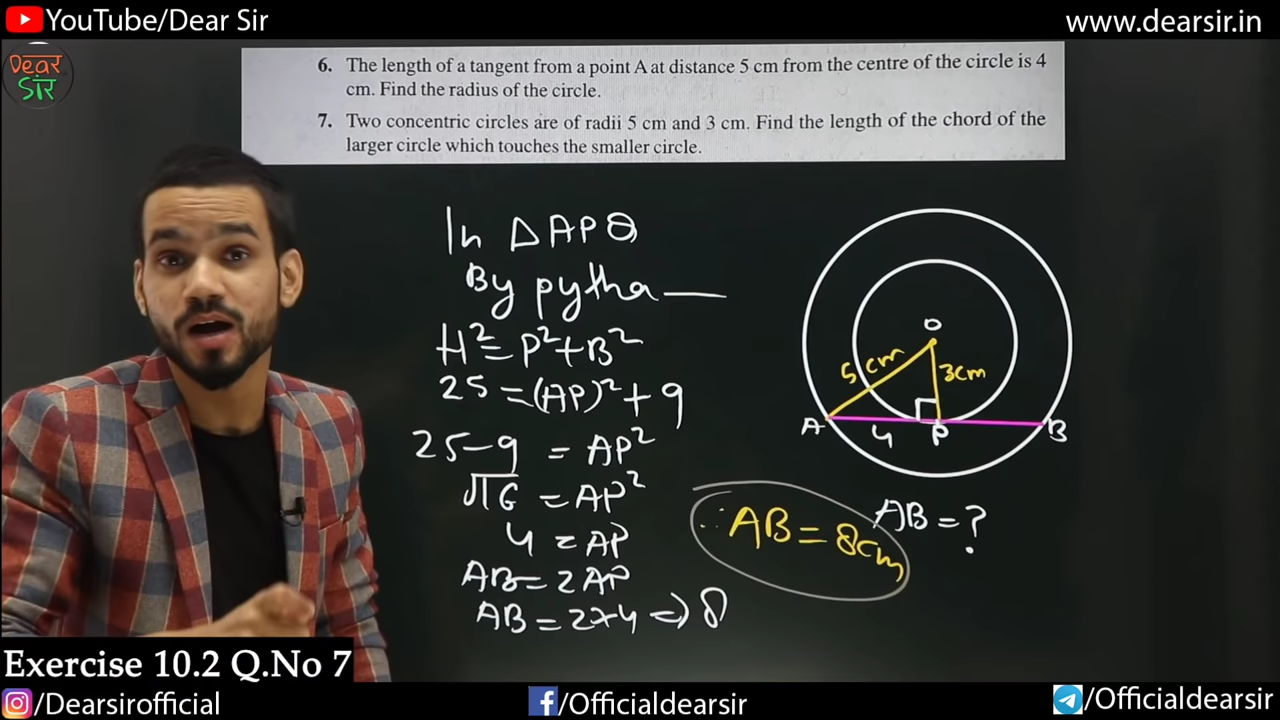 YouTube/Dear Sir
www.dearsir.in
Dear
सिर
6. The length of a tangent from a point A at distance 5 cm from the centre of the circle is 4
cm. Find the radius of the circle.
7. Two concentric circles are of radii 5 cm and 3 cm. Find the length of the chord of the
larger circle which touches the smaller circle.
In △APO
By pytha—
H²=P²+B²
25=(AP)²+9
25-9 = AP²
√16 = AP²
4 = AP
AB=2AP
AB=2×4 ⇒ 8
∴ AB=8cm
O
5cm
3cm
A
4
P
B
AB=?
Exercise 10.2 Q.No 7
/Dearsirofficial
/Officialdearsir
/Officialdearsir